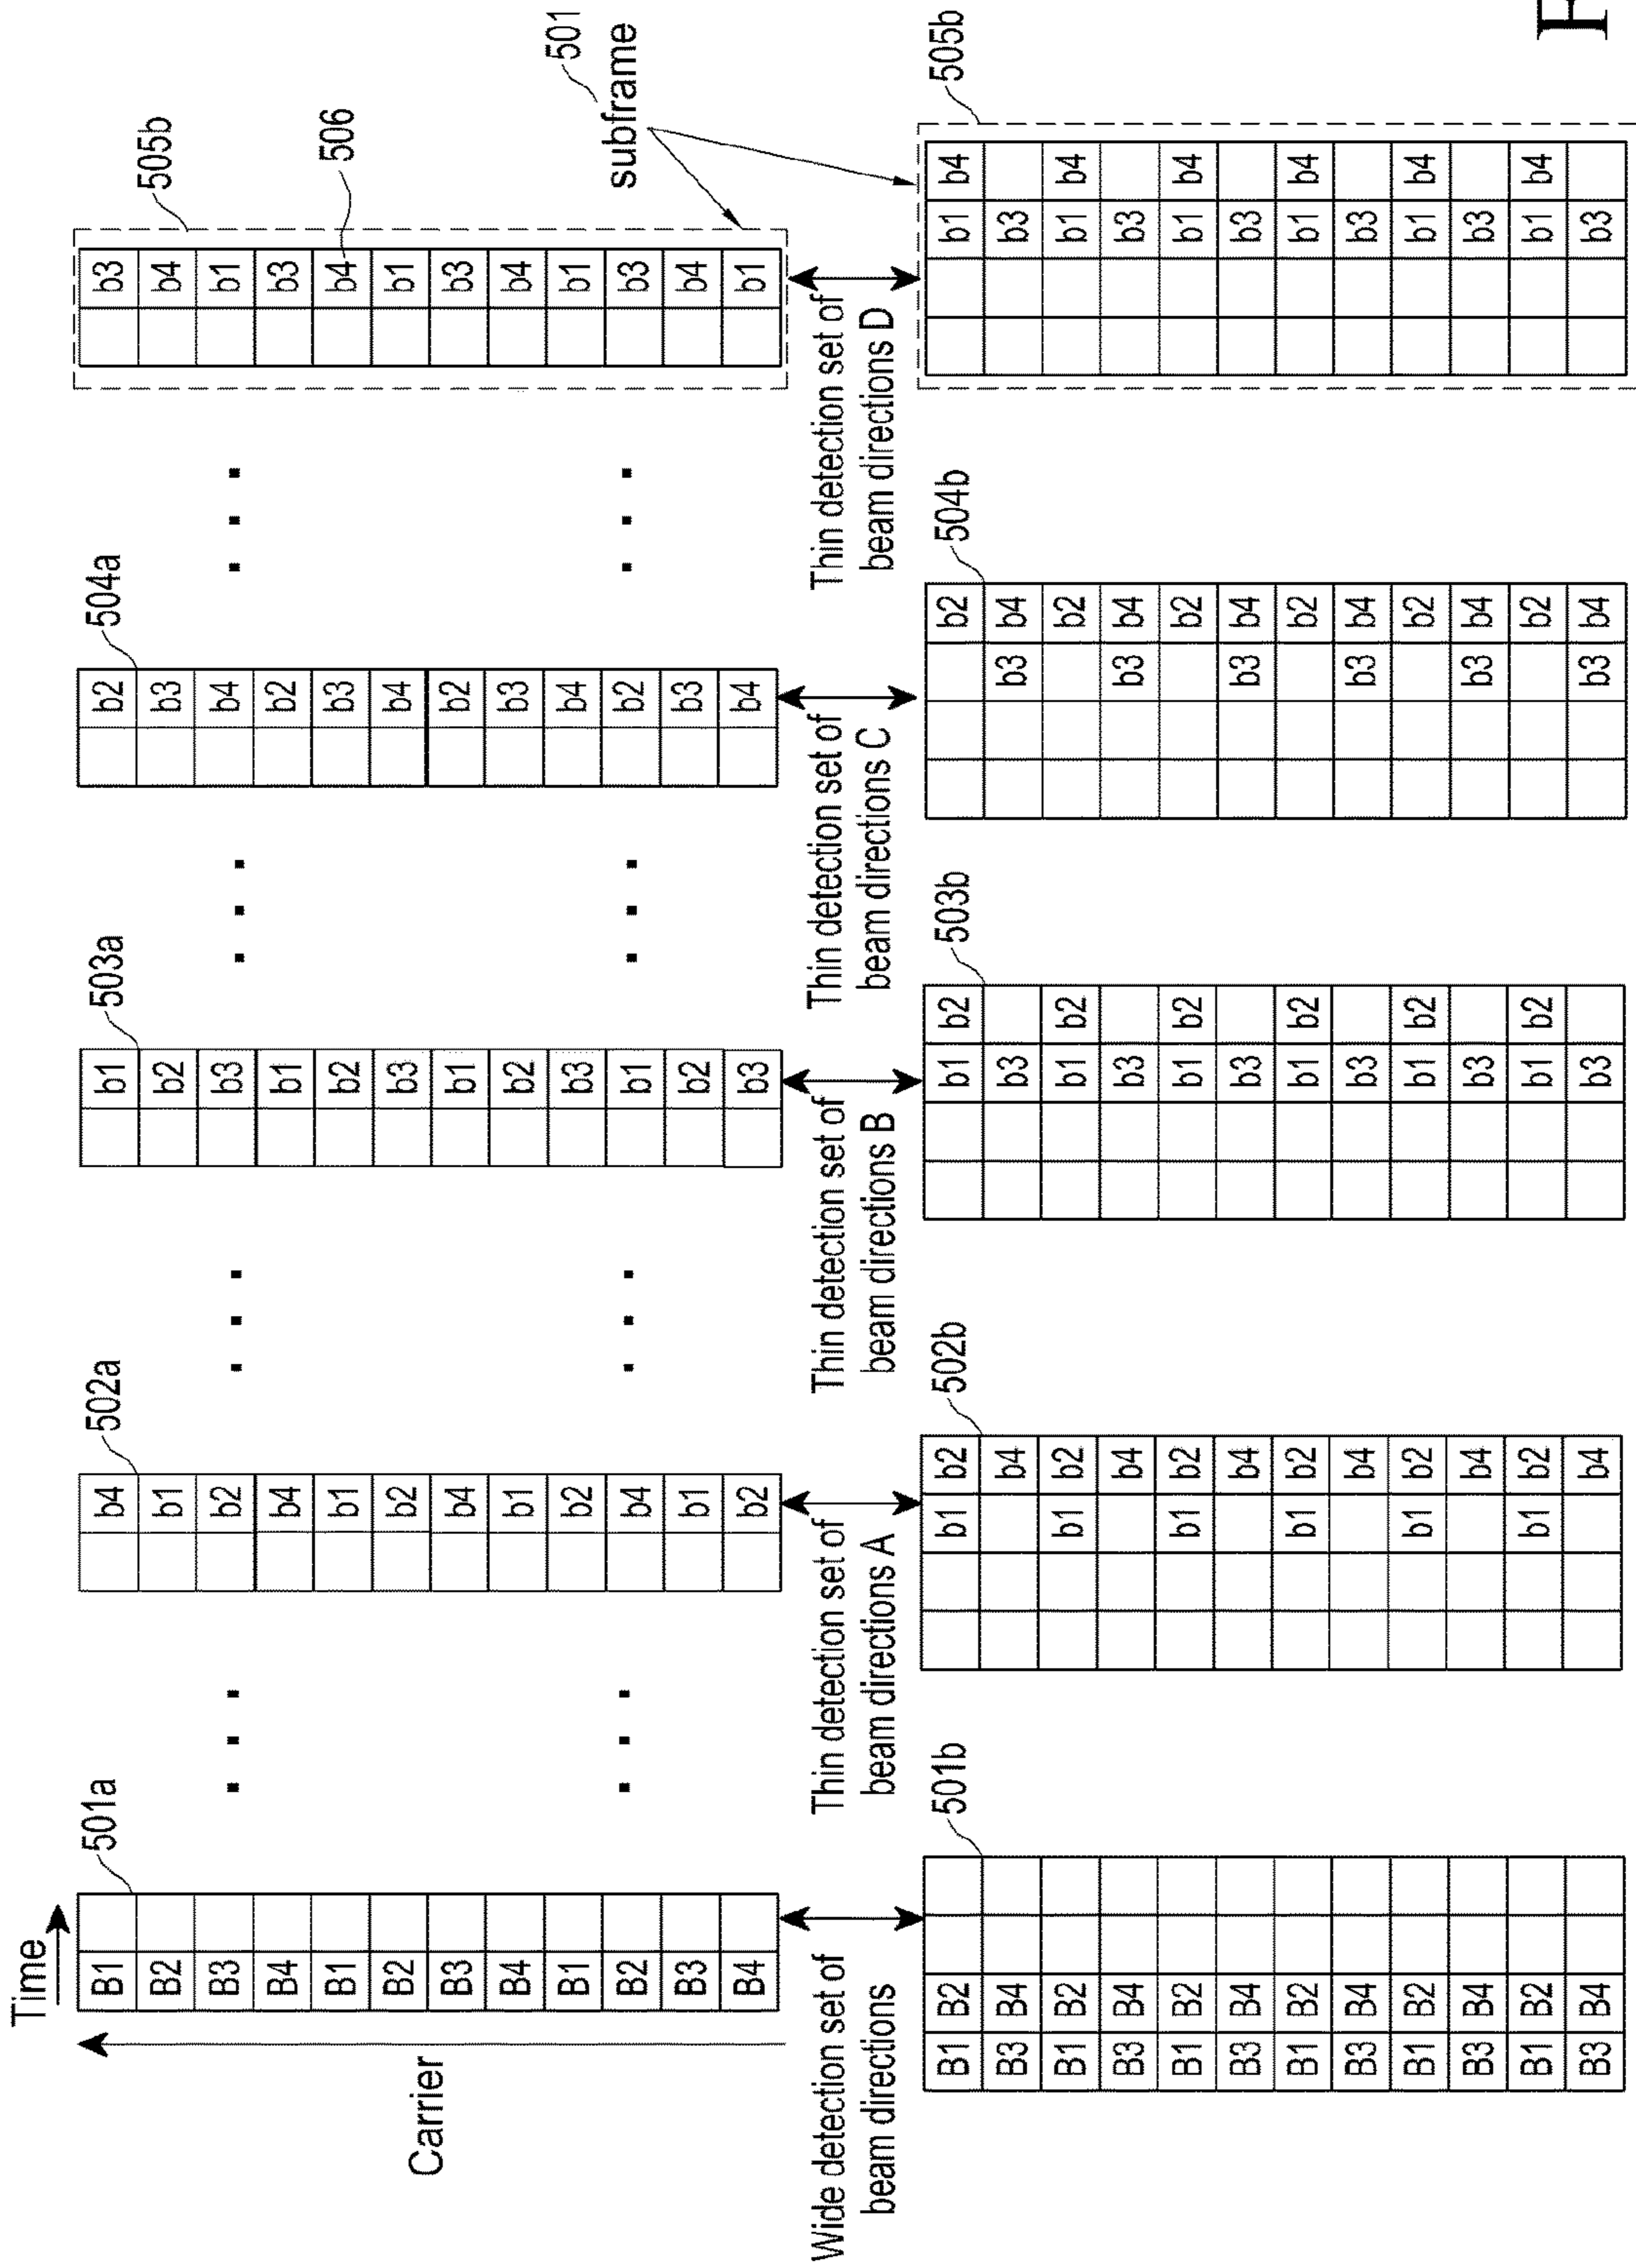 Time
501a 502a 503a 504a 505b
B1 b4 b1 b2 b3
B2 b1 b2 b3 b4
B3 b2 b3 b4 b1
B4 b4 b1 b2 b3
B1 b1 b2 b3 b4 506
B2 b2 b3 b4 b1
B3 b4 b1 b2 b3
B4 b1 b2 b3 b4
B1 b2 b3 b4 b1
B2 b4 b1 b2 b3
B3 b1 b2 b3 b4
B4 b2 b3 b4 b1
Carrier
501
subframe
Wide detection set of
beam directions
Thin detection set of
beam directions A
Thin detection set of
beam directions B
Thin detection set of
beam directions C
Thin detection set of
beam directions D
501b 502b 503b 504b 505b
B1 B2 b1 b2 b1 b2 b2 b1 b4
B3 B4 b4 b3 b3 b4 b3
B1 B2 b1 b2 b1 b2 b2 b1 b4
B3 B4 b4 b3 b3 b4 b3
B1 B2 b1 b2 b1 b2 b2 b1 b4
B3 B4 b4 b3 b3 b4 b3
B1 B2 b1 b2 b1 b2 b2 b1 b4
B3 B4 b4 b3 b3 b4 b3
B1 B2 b1 b2 b1 b2 b2 b1 b4
B3 B4 b4 b3 b3 b4 b3
B1 B2 b1 b2 b1 b2 b2 b1 b4
B3 B4 b4 b3 b3 b4 b3
F